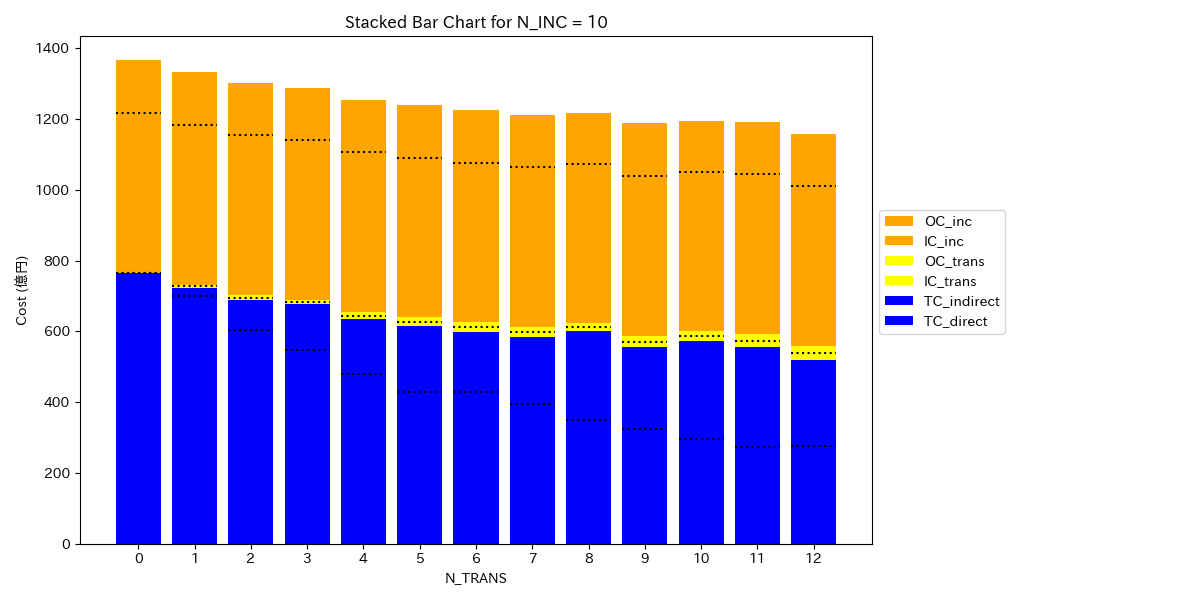 Stacked Bar Chart for N_INC = 10
Cost (億円)
1400
1200
1000
800
600
400
200
0
0 1 2 3 4 5 6 7 8 9 10 11 12
N_TRANS
OC_inc
IC_inc
OC_trans
IC_trans
TC_indirect
TC_direct